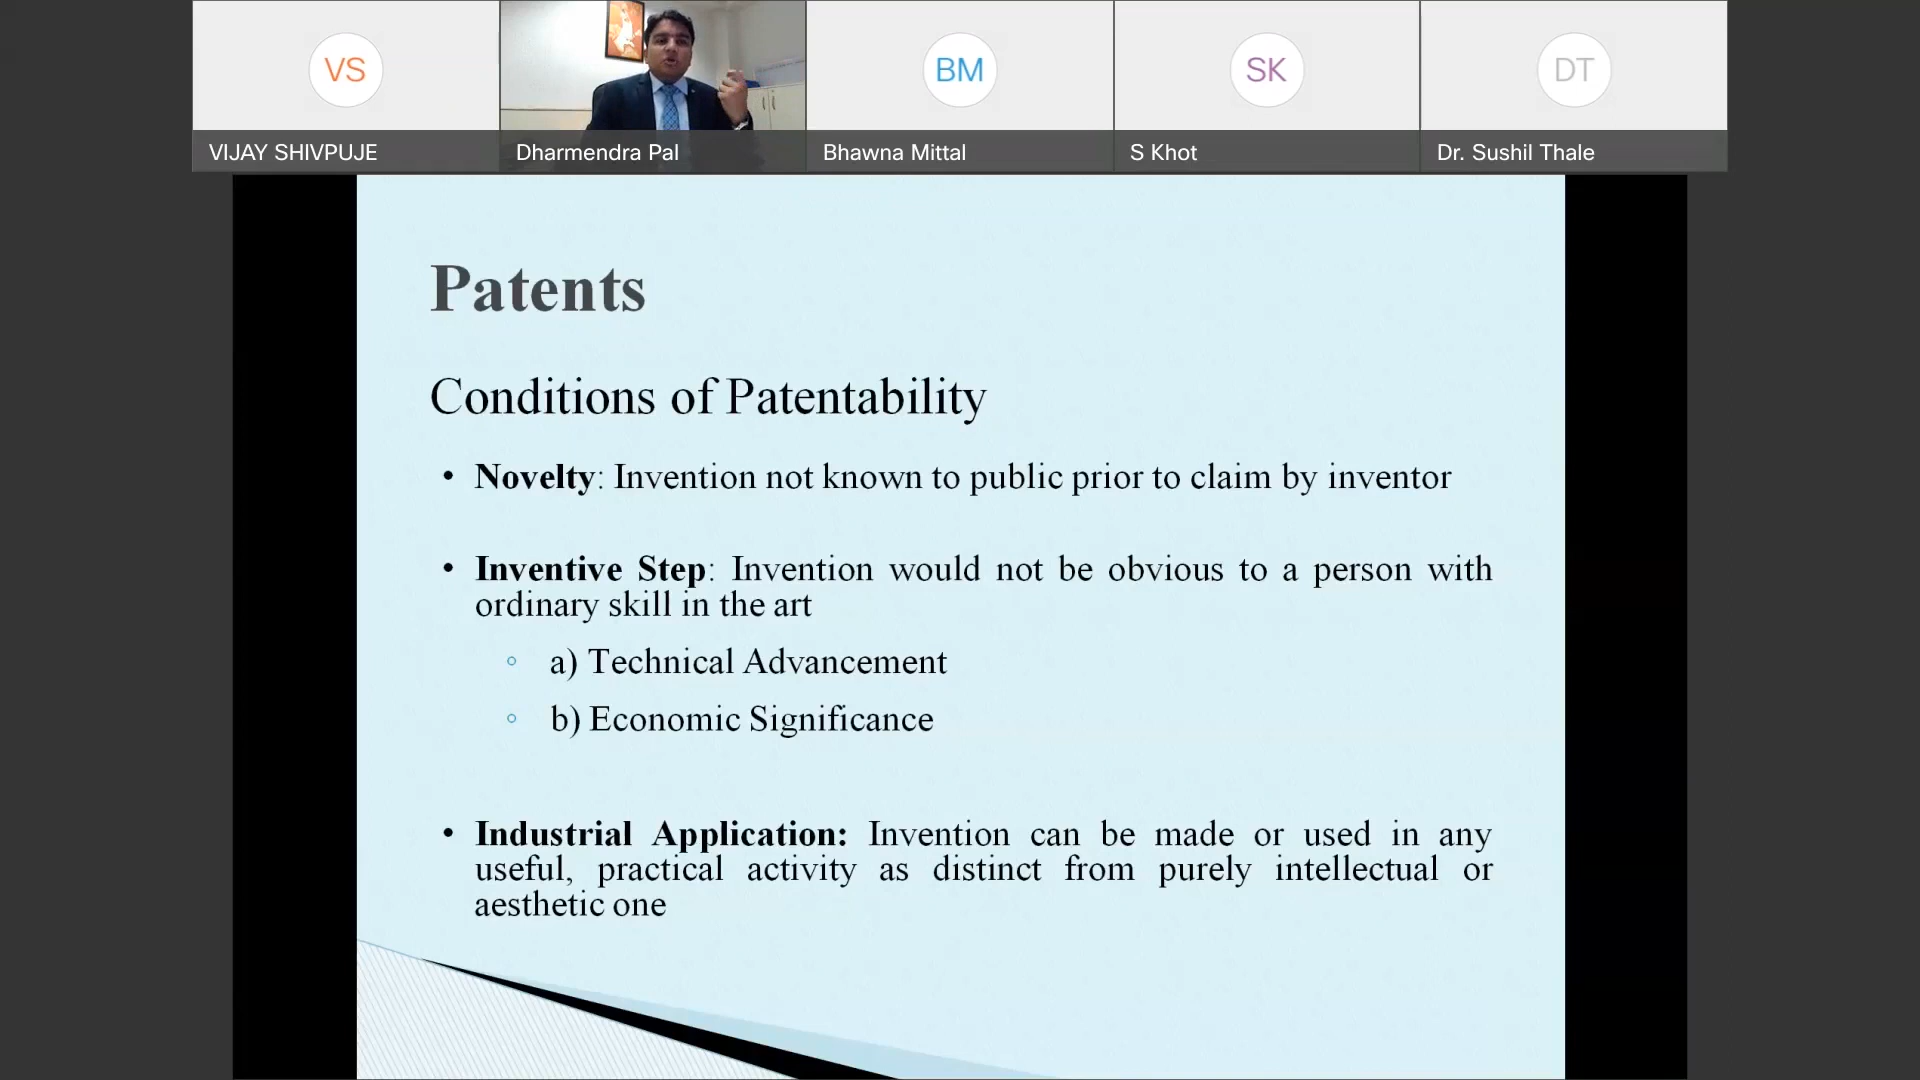 VS
BM
SK
DT
VIJAY SHIVPUJE
Dharmendra Pal
Bhawna Mittal
S Khot
Dr. Sushil Thale
Patents
Conditions of Patentability
• Novelty: Invention not known to public prior to claim by inventor
• Inventive Step: Invention would not be obvious to a person with
ordinary skill in the art
◦ a) Technical Advancement
◦ b) Economic Significance
• Industrial Application: Invention can be made or used in any
useful, practical activity as distinct from purely intellectual or
aesthetic one